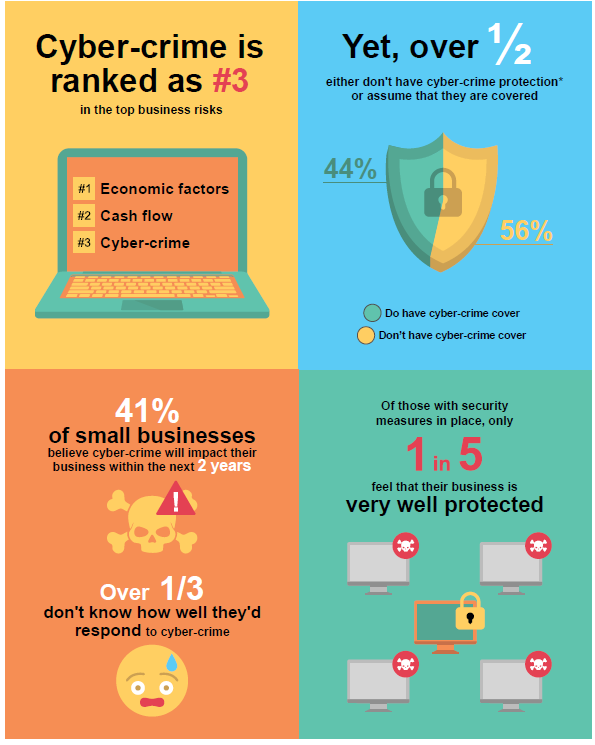 Cyber-crime is
ranked as #3
in the top business risks
#1 Economic factors
#2 Cash flow
#3 Cyber-crime
Yet, over ½
either don't have cyber-crime protection*
or assume that they are covered
44%
56%
Do have cyber-crime cover
Don't have cyber-crime cover
41%
of small businesses
believe cyber-crime will impact their
business within the next 2 years
!
Over 1/3
don't know how well they'd
respond to cyber-crime
Of those with security
measures in place, only
1 in 5
feel that their business is
very well protected